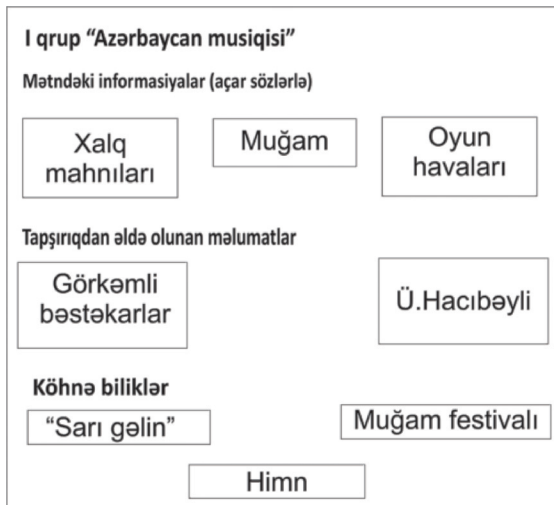 I qrup “Azərbaycan musiqisi”
Mətndəki informasiyalar (açar sözlərlə)
Xalq
mahnıları
Muğam
Oyun
havaları
Tapşırıqdan əldə olunan məlumatlar
Görkəmli
bəstəkarlar
Ü.Hacıbəyli
Köhnə biliklər
“Sarı gəlin”
Muğam festivalı
Himn